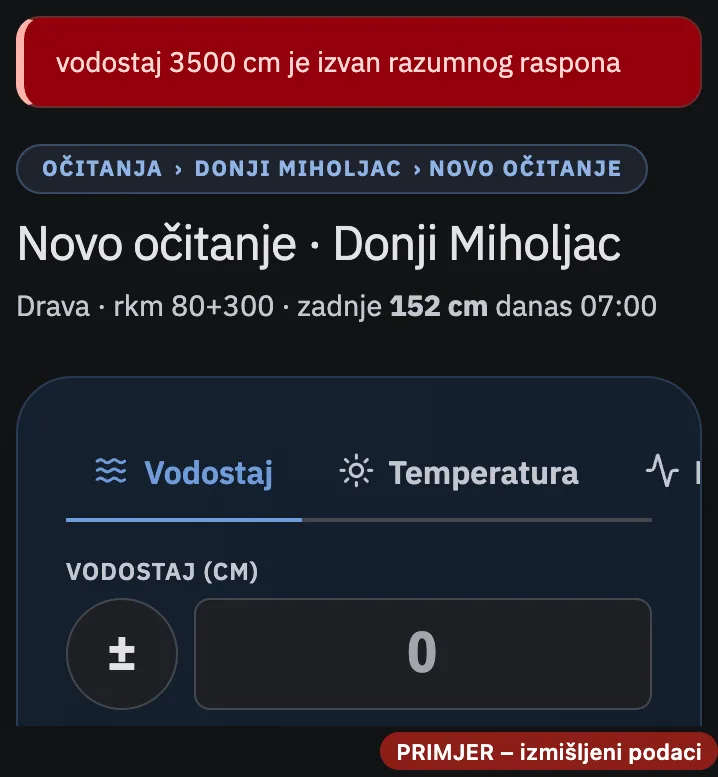 vodostaj 3500 cm je izvan razumnog raspona
OČITANJA › DONJI MIHOLJAC › NOVO OČITANJE
Novo očitanje · Donji Miholjac
Drava · rkm 80+300 · zadnje 152 cm danas 07:00
Vodostaj Temperatura
VODOSTAJ (CM)
± 0
PRIMJER – izmišljeni podaci